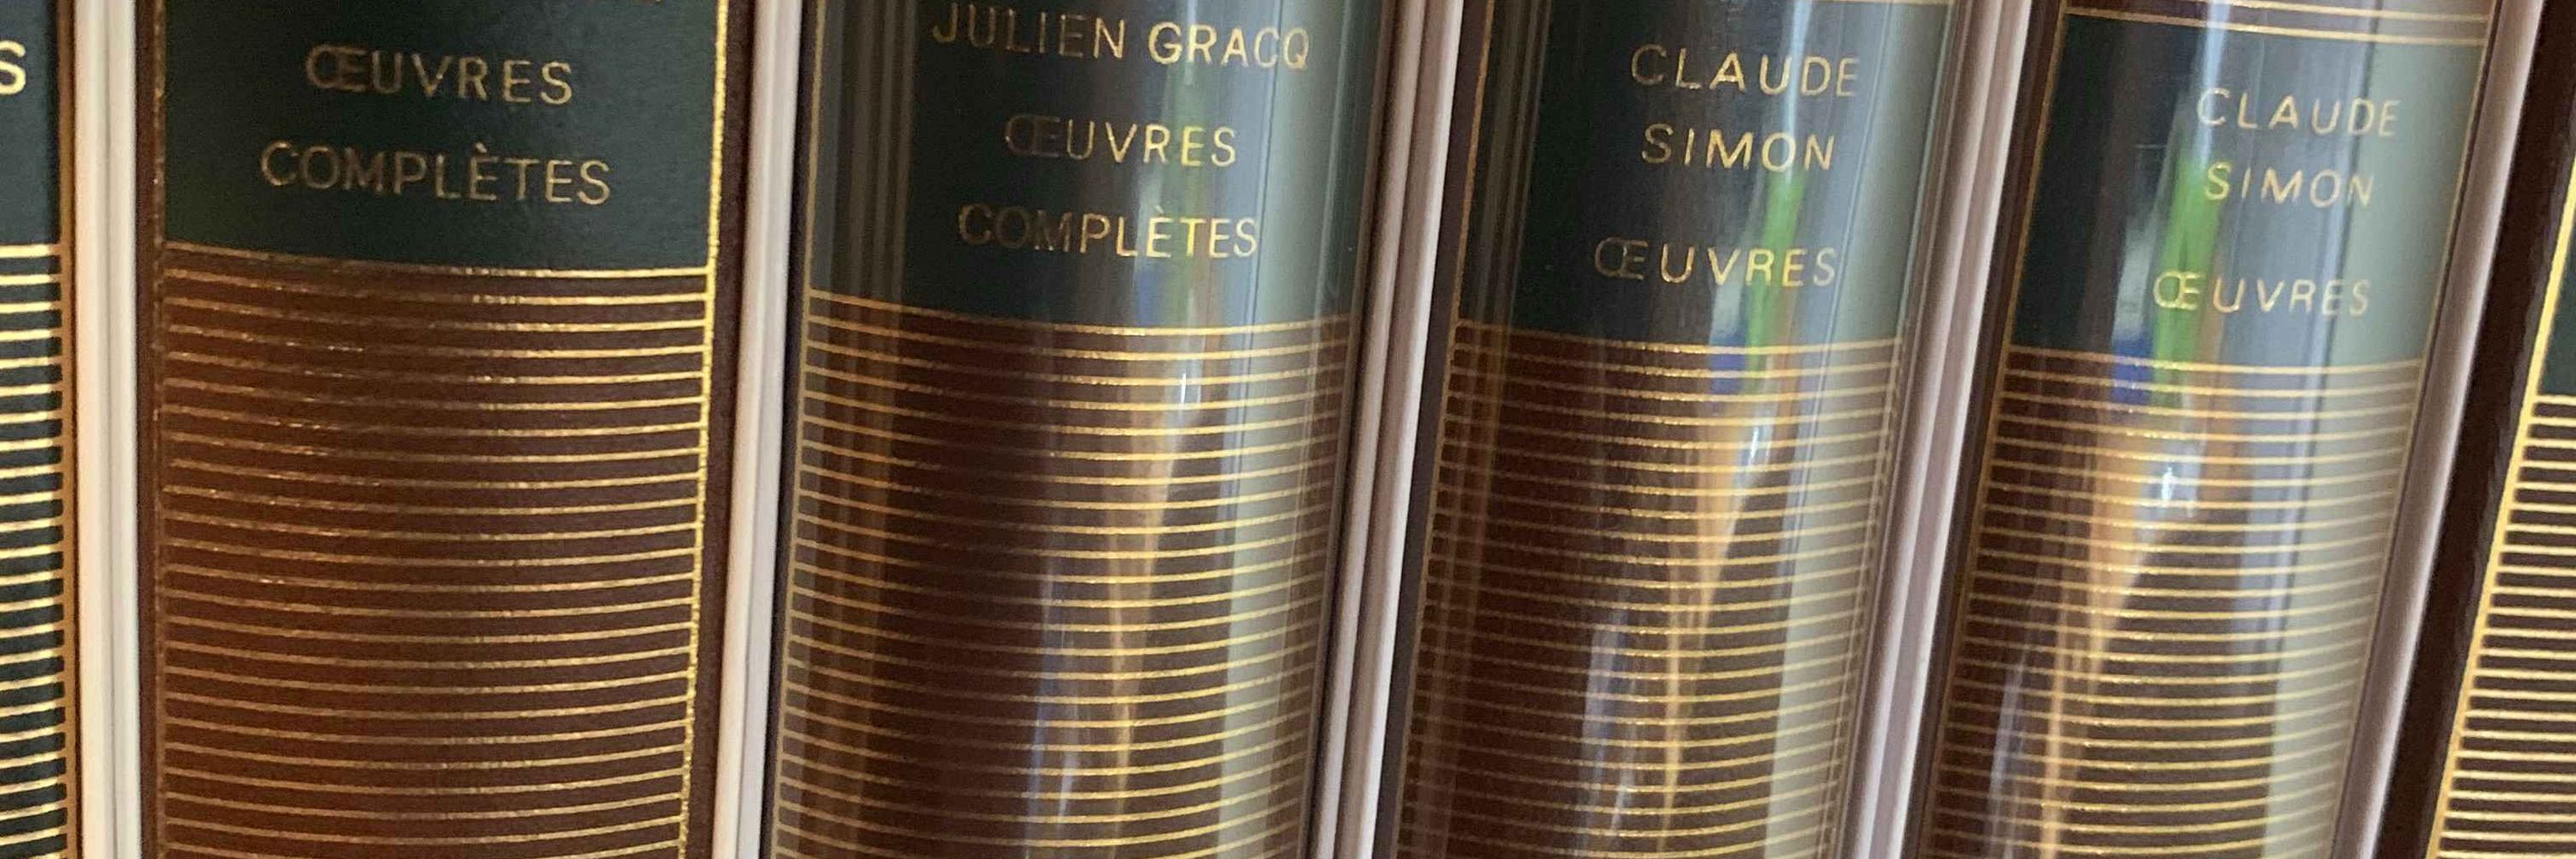 S
ŒUVRES
COMPLÈTES
JULIEN GRACQ
ŒUVRES
COMPLÈTES
CLAUDE
SIMON
ŒUVRES
CLAUDE
SIMON
ŒUVRES